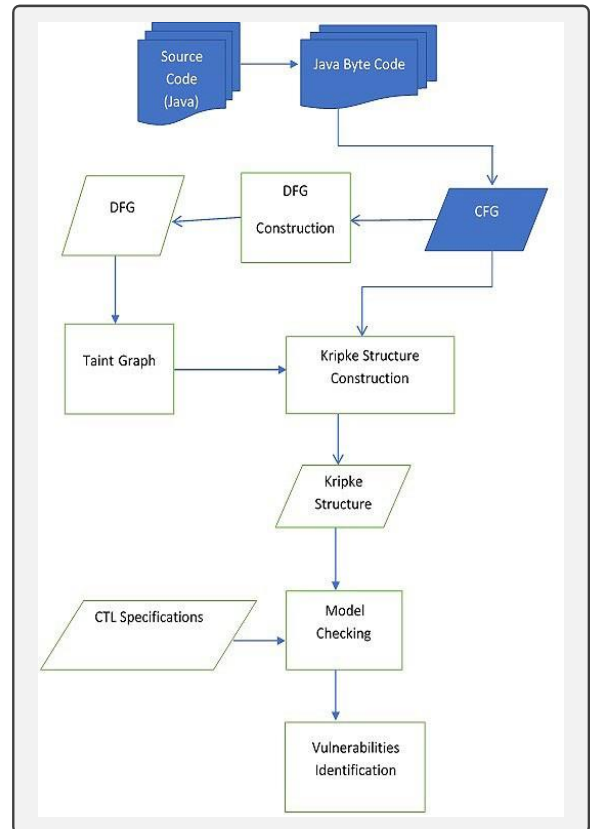 Source
Code
(Java)
Java Byte Code
DFG
DFG
Construction
CFG
Taint Graph
Kripke Structure
Construction
Kripke
Structure
CTL Specifications
Model
Checking
Vulnerabilities
Identification